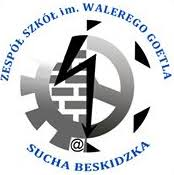 ZESPÓŁ SZKÓŁ im. WALEREGO GOETLA
@
SUCHA BESKIDZKA